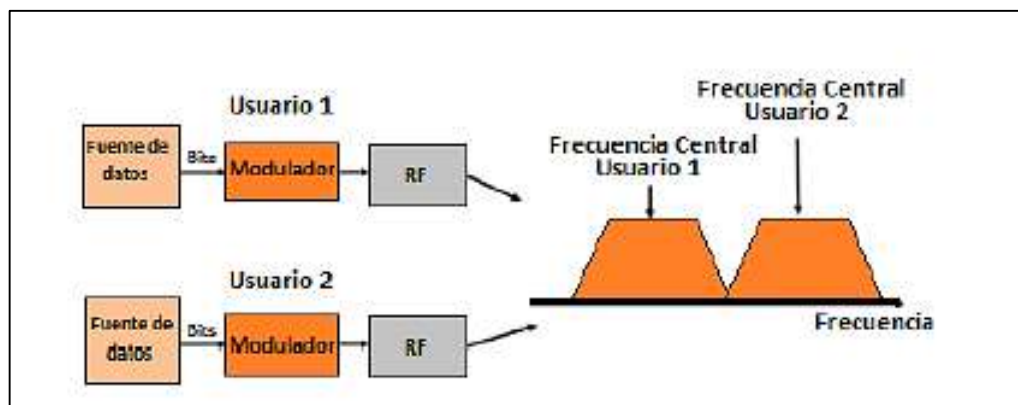 Usuario 1
Fuente de
datos
Bits
Modulador
RF
Usuario 2
Fuente de
datos
Bits
Modulador
RF
Frecuencia Central
Usuario 1
Frecuencia Central
Usuario 2
Frecuencia